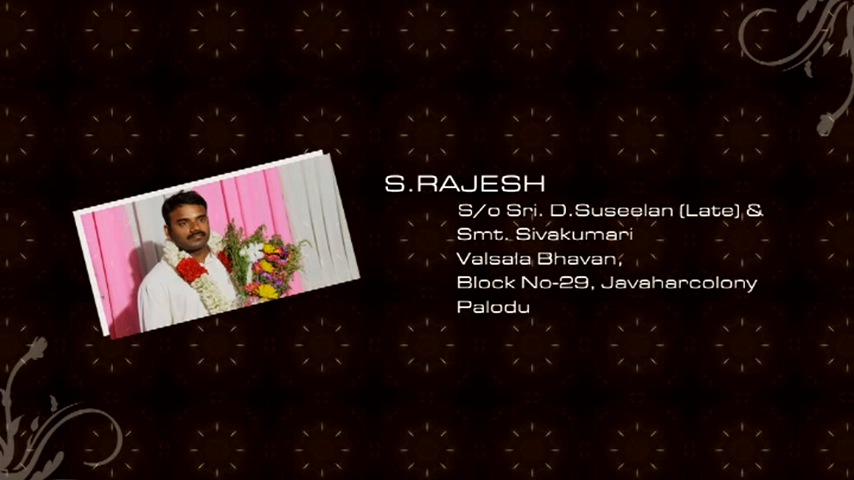 S.RAJESH
S/o Sri. D.Suseelan (Late) &
Smt. Sivakumari
Valsala Bhavan,
Block No-29, Javaharcolony
Palodu